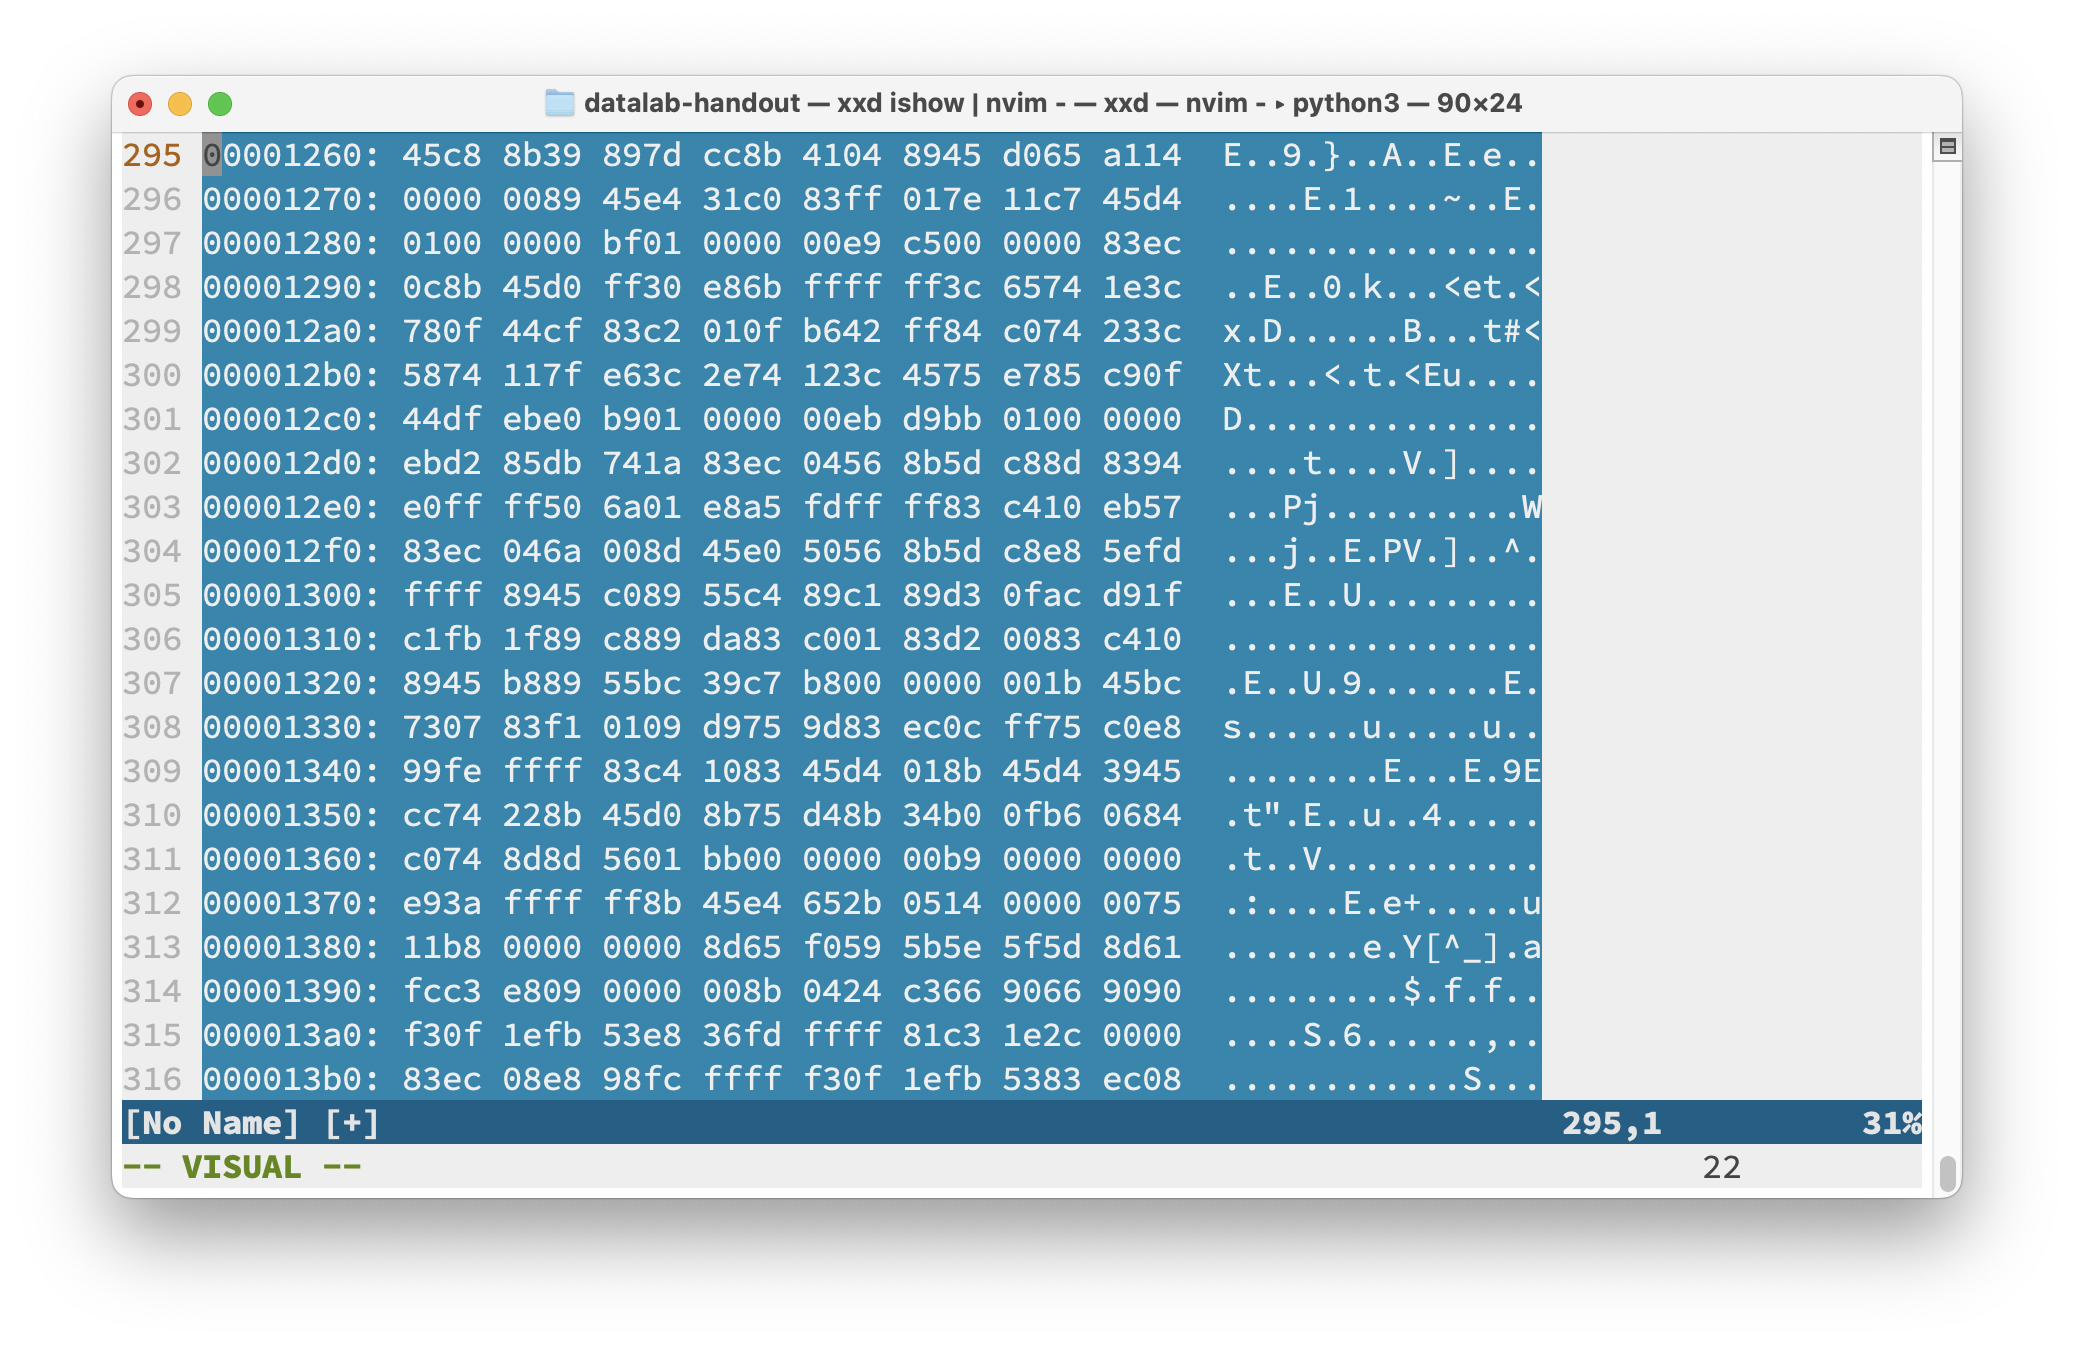 datalab-handout — xxd ishow | nvim - — xxd — nvim - ▸ python3 — 90×24
295 00001260: 45c8 8b39 897d cc8b 4104 8945 d065 a114  E..9.}..A..E.e..
296 00001270: 0000 0089 45e4 31c0 83ff 017e 11c7 45d4  ....E.1....~..E.
297 00001280: 0100 0000 bf01 0000 00e9 c500 0000 83ec  ................
298 00001290: 0c8b 45d0 ff30 e86b ffff ff3c 6574 1e3c  ..E..0.k...<et.<
299 000012a0: 780f 44cf 83c2 010f b642 ff84 c074 233c  x.D......B...t#<
300 000012b0: 5874 117f e63c 2e74 123c 4575 e785 c90f  Xt...<.t.<Eu....
301 000012c0: 44df ebe0 b901 0000 00eb d9bb 0100 0000  D...............
302 000012d0: ebd2 85db 741a 83ec 0456 8b5d c88d 8394  ....t....V.]....
303 000012e0: e0ff ff50 6a01 e8a5 fdff ff83 c410 eb57  ...Pj..........W
304 000012f0: 83ec 046a 008d 45e0 5056 8b5d c8e8 5efd  ...j..E.PV.]..^.
305 00001300: ffff 8945 c089 55c4 89c1 89d3 0fac d91f  ...E..U.........
306 00001310: c1fb 1f89 c889 da83 c001 83d2 0083 c410  ................
307 00001320: 8945 b889 55bc 39c7 b800 0000 001b 45bc  .E..U.9.......E.
308 00001330: 7307 83f1 0109 d975 9d83 ec0c ff75 c0e8  s......u.....u..
309 00001340: 99fe ffff 83c4 1083 45d4 018b 45d4 3945  ........E...E.9E
310 00001350: cc74 228b 45d0 8b75 d48b 34b0 0fb6 0684  .t".E..u..4.....
311 00001360: c074 8d8d 5601 bb00 0000 00b9 0000 0000  .t..V...........
312 00001370: e93a ffff ff8b 45e4 652b 0514 0000 0075  .:....E.e+.....u
313 00001380: 11b8 0000 0000 8d65 f059 5b5e 5f5d 8d61  .......e.Y[^_].a
314 00001390: fcc3 e809 0000 008b 0424 c366 9066 9090  .........$.f.f..
315 000013a0: f30f 1efb 53e8 36fd ffff 81c3 1e2c 0000  ....S.6......,..
316 000013b0: 83ec 08e8 98fc ffff f30f 1efb 5383 ec08  ............S...
[No Name] [+] 295,1 31%
-- VISUAL -- 22